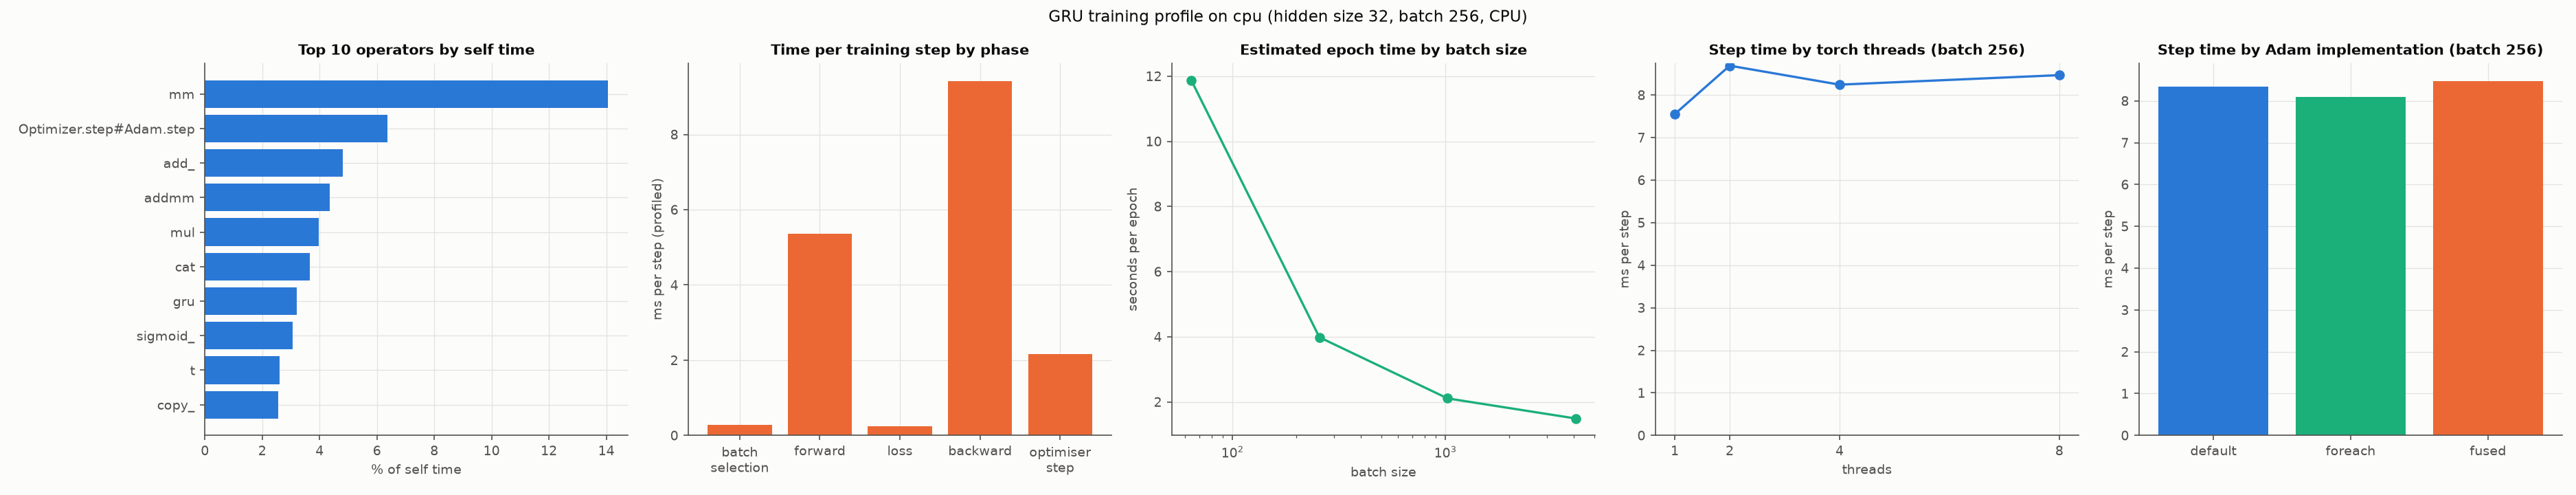 GRU training profile on cpu (hidden size 32, batch 256, CPU)
Top 10 operators by self time
mm
Optimizer.step#Adam.step
add_
addmm
mul
cat
gru
sigmoid_
t
copy_
0 2 4 6 8 10 12 14
% of self time
Time per training step by phase
ms per step (profiled)
8
6
4
2
0
batch selection
forward
loss
backward
optimiser step
Estimated epoch time by batch size
seconds per epoch
12
10
8
6
4
2
10² 10³
batch size
Step time by torch threads (batch 256)
ms per step
8
7
6
5
4
3
2
1
0
1 2 4 8
threads
Step time by Adam implementation (batch 256)
ms per step
8
7
6
5
4
3
2
1
0
default foreach fused